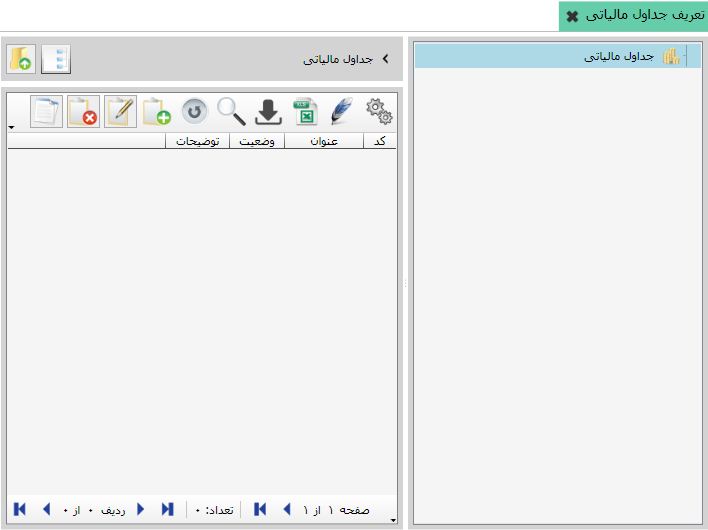 تعریف جداول مالیاتی
جداول مالیاتی
جداول مالیاتی
کد عنوان وضعیت توضیحات
صفحه ۱ از ۱ تعداد: ۰ ردیف ۰ از ۰